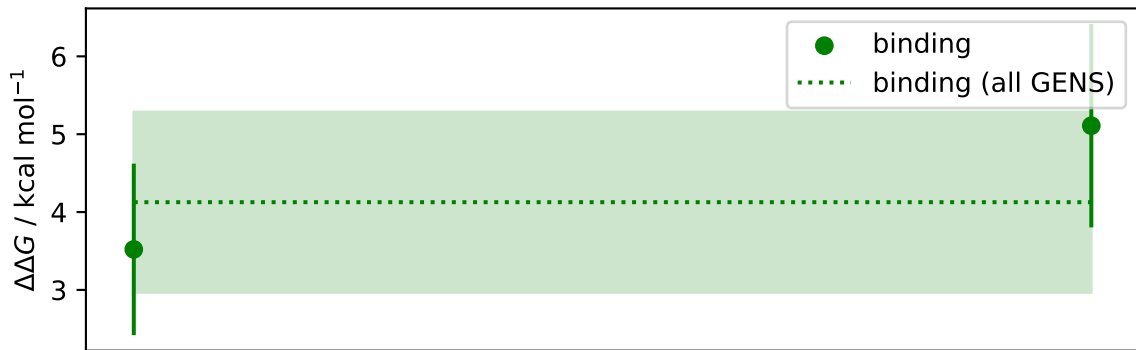 ΔΔG / kcal mol⁻¹
6
5
4
3
binding
binding (all GENS)